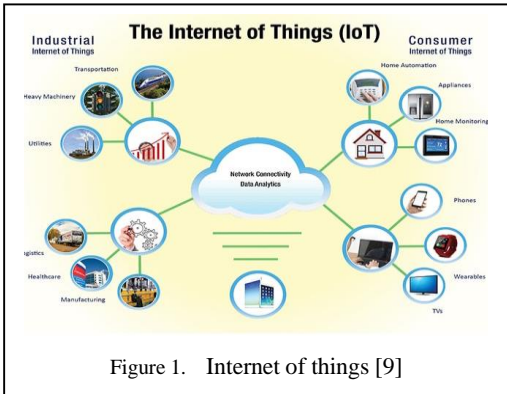 The Internet of Things (IoT)
Industrial
Internet of Things
Consumer
Internet of Things
Transportation
Heavy Machinery
Utilities
Home Automation
Appliances
Home Monitoring
Network Connectivity
Data Analytics
gistics
Healthcare
Manufacturing
Phones
Wearables
TVs
Figure 1. Internet of things [9]